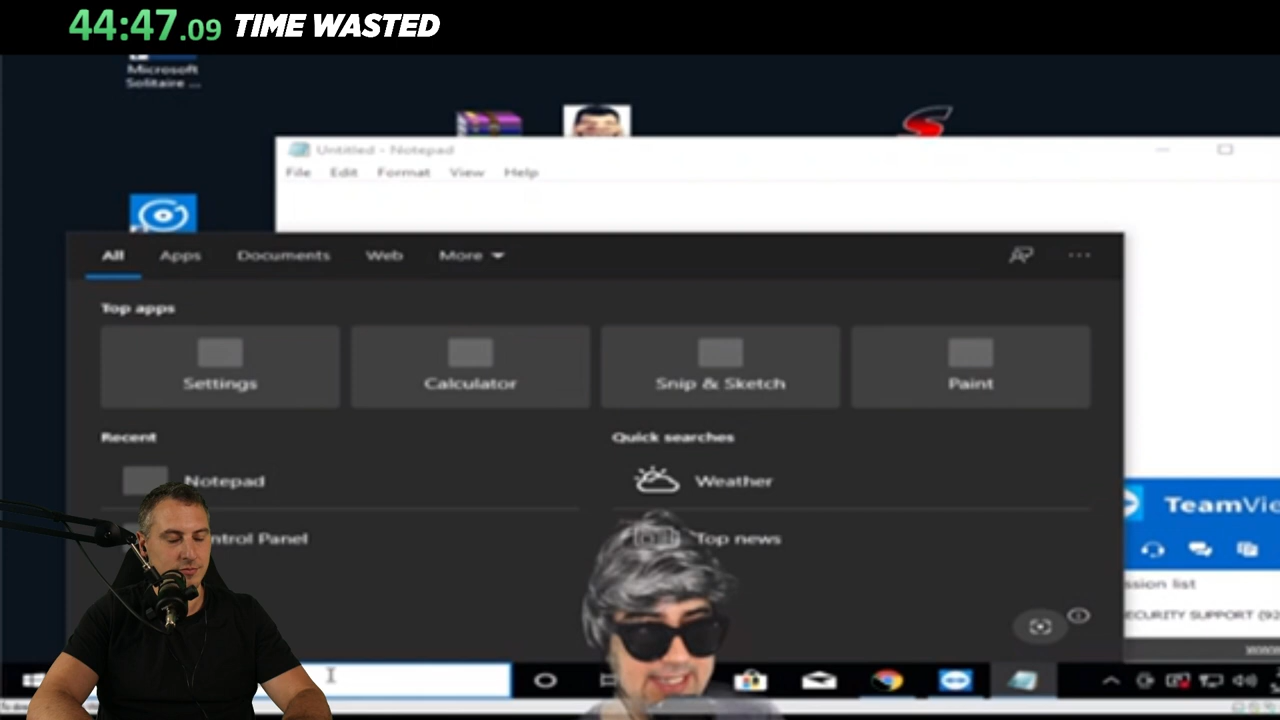 44:47.09 TIME WASTED
Microsoft
Solitaire ...
Untitled - Notepad
File Edit Format View Help
All Apps Documents Web More
Top apps
Settings Calculator Snip & Sketch Paint
Recent Quick searches
Notepad Weather
ntrol Panel Top news
TeamVie
ssion list
ECURITY SUPPORT (92